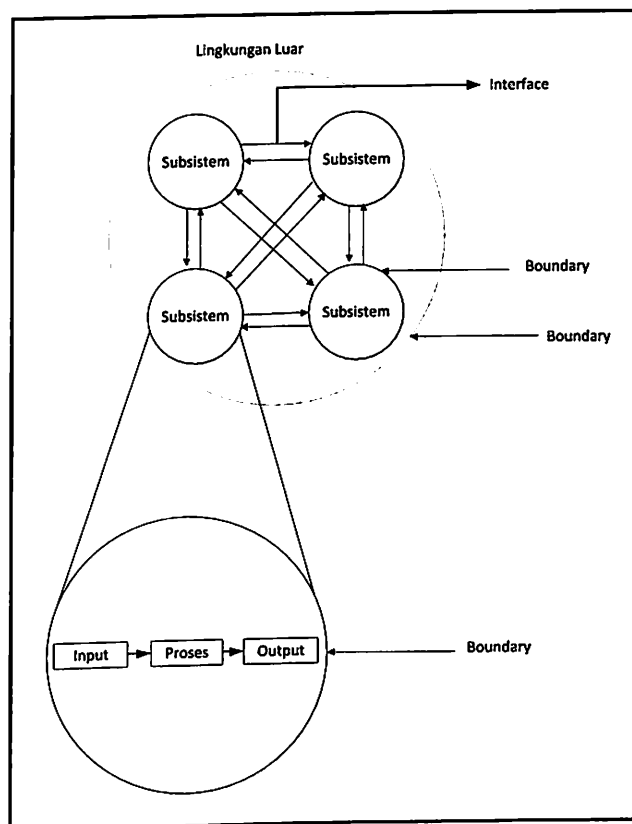 Lingkungan Luar
Interface
Subsistem
Subsistem
Boundary
Subsistem
Subsistem
Boundary
Input
Proses
Output
Boundary